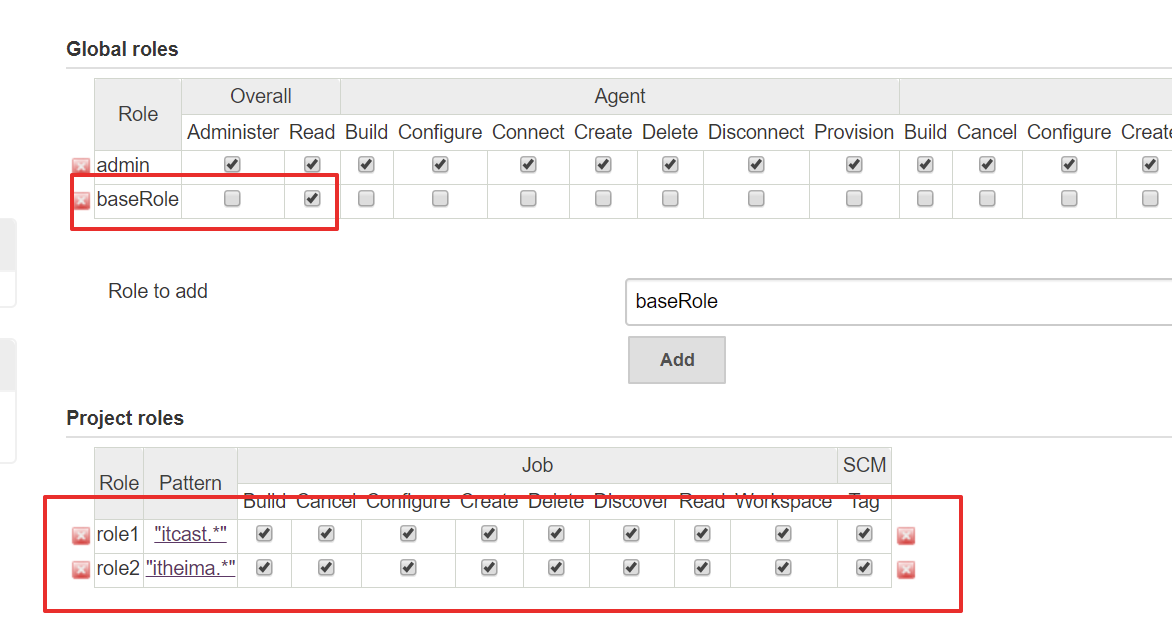 Global roles
Role Overall Agent
Administer Read Build Configure Connect Create Delete Disconnect Provision Build Cancel Configure Create
admin
baseRole
Role to add baseRole
Add
Project roles
Role Pattern Job SCM
Build Cancel Configure Create Delete Discover Read Workspace Tag
role1 "itcast.*"
role2 "itheima.*"